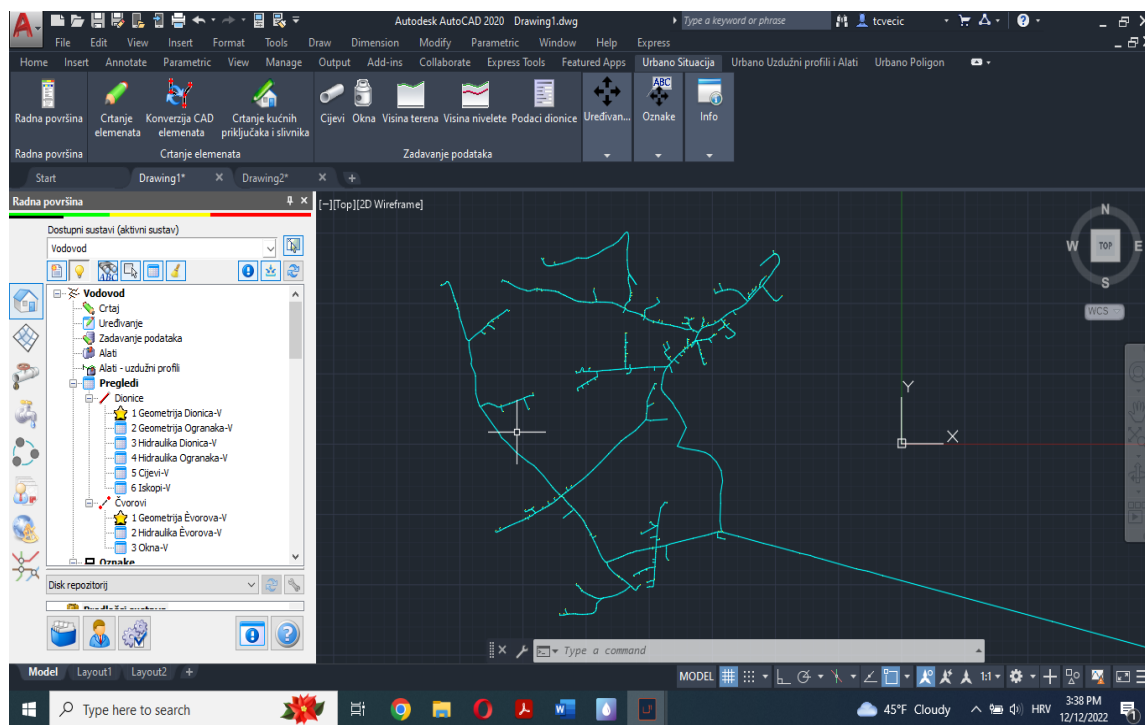 Autodesk AutoCAD 2020 Drawing1.dwg
Type a keyword or phrase
tcvecic
File Edit View Insert Format Tools Draw Dimension Modify Parametric Window Help Express
Home Insert Annotate Parametric View Manage Output Add-ins Collaborate Express Tools Featured Apps Urbano Situacija Urbano Uzdužni profili i Alati Urbano Poligon
ABC
Radna površina Crtanje elemenata Konverzija CAD elemenata Crtanje kućnih priključaka i slivnika Cijevi Okna Visina terena Visina nivelete Podaci dionice Uređivan... Oznake Info
Radna površina Crtanje elemenata Zadavanje podataka
Start Drawing1* Drawing2*
Radna površina
[−][Top][2D Wireframe]
Dostupni sustavi (aktivni sustav)
Vodovod
ABC
Vodovod
Crtaj
Uređivanje
Zadavanje podataka
Alati
Alati - uzdužni profili
Pregledi
Dionice
1 Geometrija Dionica-V
2 Geometrija Ogranaka-V
3 Hidraulika Dionica-V
4 Hidraulika Ogranaka-V
5 Cijevi-V
6 Iskopi-V
Čvorovi
1 Geometrija Èvorova-V
2 Hidraulika Èvorova-V
3 Okna-V
Oznake
Disk repozitorij
N
W TOP E
S
WCS
Y
X
Type a command
Model Layout1 Layout2 +
MODEL 1:1
Type here to search
45°F Cloudy HRV 3:38 PM
12/12/2022